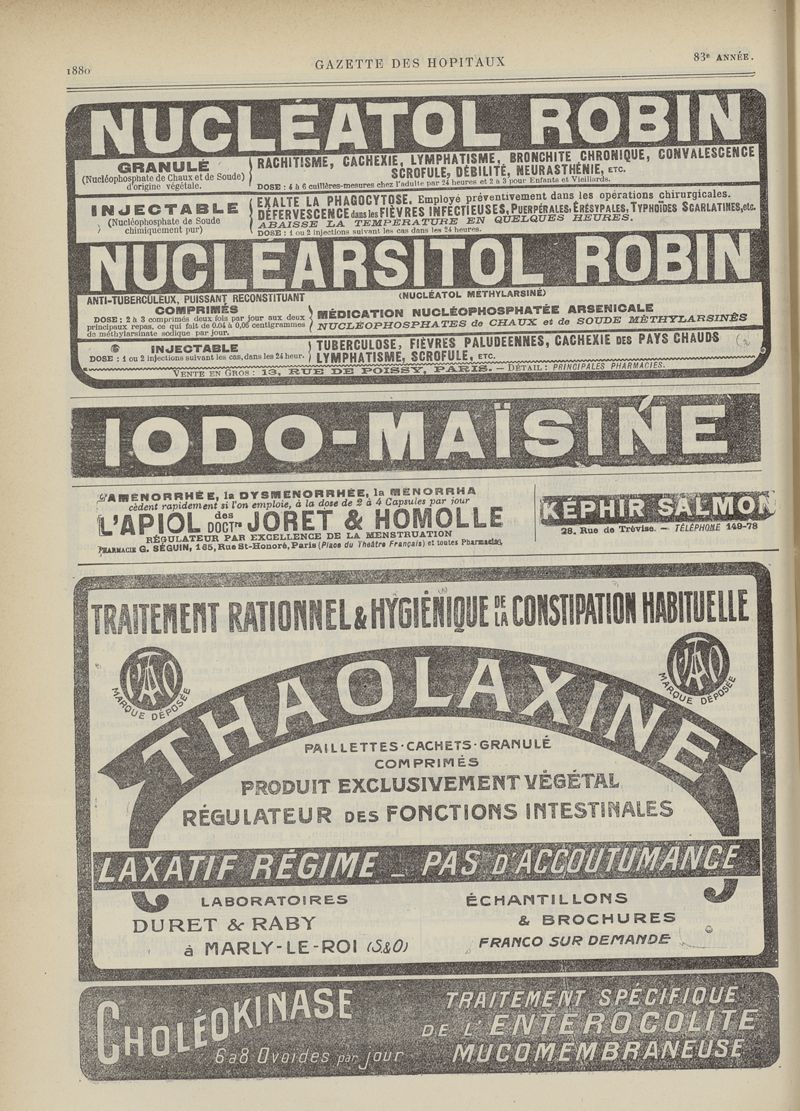 1880
GAZETTE DES HOPITAUX
83e ANNÉE.
NUCLÉATOL ROBIN
GRANULÉ
(Nucléophosphate de Chaux et de Soude)
d'origine végétale.
RACHITISME, CACHEXIE, LYMPHATISME, BRONCHITE CHRONIQUE, CONVALESCENCE
SCROFULE, DÉBILITÉ, NEURASTHÉNIE, ETC.
DOSE : 4 à 6 cuillères-mesures chez l'adulte par 24 heures et 2 à 3 pour Enfants et Vieillards.
INJECTABLE
(Nucléophosphate de Soude
chimiquement pur)
EXALTE LA PHAGOCYTOSE. Employé préventivement dans les opérations chirurgicales.
DÉFERVESCENCE dans les FIÈVRES INFECTIEUSES, PUERPÉRALES, ÉRÉSYPALES, TYPHOÏDES SCARLATINES, etc.
ABAISSE LA TEMPÉRATURE EN QUELQUES HEURES.
DOSE : 1 ou 2 injections suivant les cas dans les 24 heures.
NUCLÉARSITOL ROBIN
ANTI-TUBERCULEUX, PUISSANT RECONSTITUANT
(NUCLÉATOL MÉTHYLARSINÉ)
COMPRIMÉS
DOSE : 2 à 3 comprimés deux fois par jour aux deux
principaux repas, ce qui fait de 0,04 à 0,06 centigrammes
de méthylarsinate sodique par jour.
MÉDICATION NUCLÉOPHOSPHATÉE ARSENICALE
NUCLÉOPHOSPHATES de CHAUX et de SOUDE MÉTHYLARSINÉS
INJECTABLE
DOSE : 1 ou 2 injections suivant les cas, dans les 24 heur.
TUBERCULOSE, FIÈVRES PALUDÉENNES, CACHEXIE DES PAYS CHAUDS
LYMPHATISME, SCROFULE, ETC.
VENTE EN GROS : 13, RUE DE POISSY, PARIS. — DÉTAIL : PRINCIPALES PHARMACIES.
IODO-MAÏSINE
L'AMÉNORRHÉE, la DYSMÉNORRHÉE, la MÉNORRHA
cèdent rapidement si l'on emploie, à la dose de 2 à 4 Capsules par jour
L'APIOL des DOCTrs JORET & HOMOLLE
RÉGULATEUR PAR EXCELLENCE DE LA MENSTRUATION
PHARMACIE G. SÉGUIN, 165, Rue St-Honoré, Paris (Place du Théâtre Français) et toutes Pharmacies.
KÉPHIR SALMON
28, Rue de Trévise. — TÉLÉPHONE 149-78
TRAITEMENT RATIONNEL & HYGIÉNIQUE DE LA CONSTIPATION HABITUELLE
MARQUE DÉPOSÉE
MARQUE DÉPOSÉE
THAOLAXINE
PAILLETTES-CACHETS-GRANULÉ
COMPRIMÉS
PRODUIT EXCLUSIVEMENT VÉGÉTAL
RÉGULATEUR DES FONCTIONS INTESTINALES
LAXATIF RÉGIME _ PAS D'ACCOUTUMANCE
LABORATOIRES
DURET & RABY
à MARLY-LE-ROI (S.&O)
ÉCHANTILLONS
& BROCHURES
FRANCO SUR DEMANDE
CHOLÉOKINASE
6 à 8 Ovoïdes par jour
TRAITEMENT SPÉCIFIQUE
DE L'ENTEROCOLITE
MUCOMEMBRANEUSE